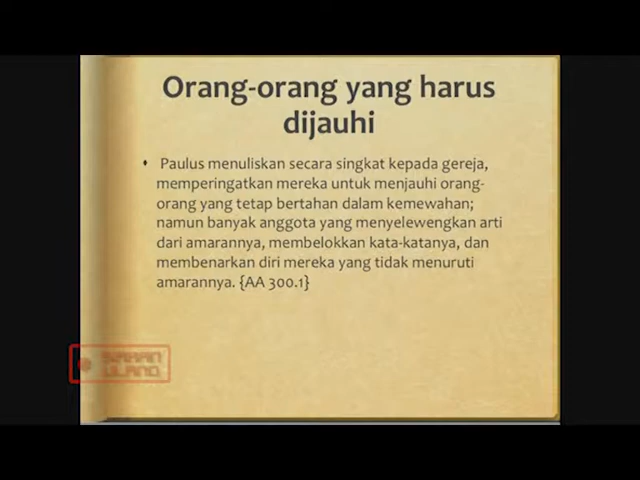 Orang-orang yang harus
dijauhi
• Paulus menuliskan secara singkat kepada gereja,
memperingatkan mereka untuk menjauhi orang-
orang yang tetap bertahan dalam kemewahan;
namun banyak anggota yang menyelewengkan arti
dari amarannya, membelokkan kata-katanya, dan
membenarkan diri mereka yang tidak menuruti
amarannya. {AA 300.1}
SIARAN
ULANG